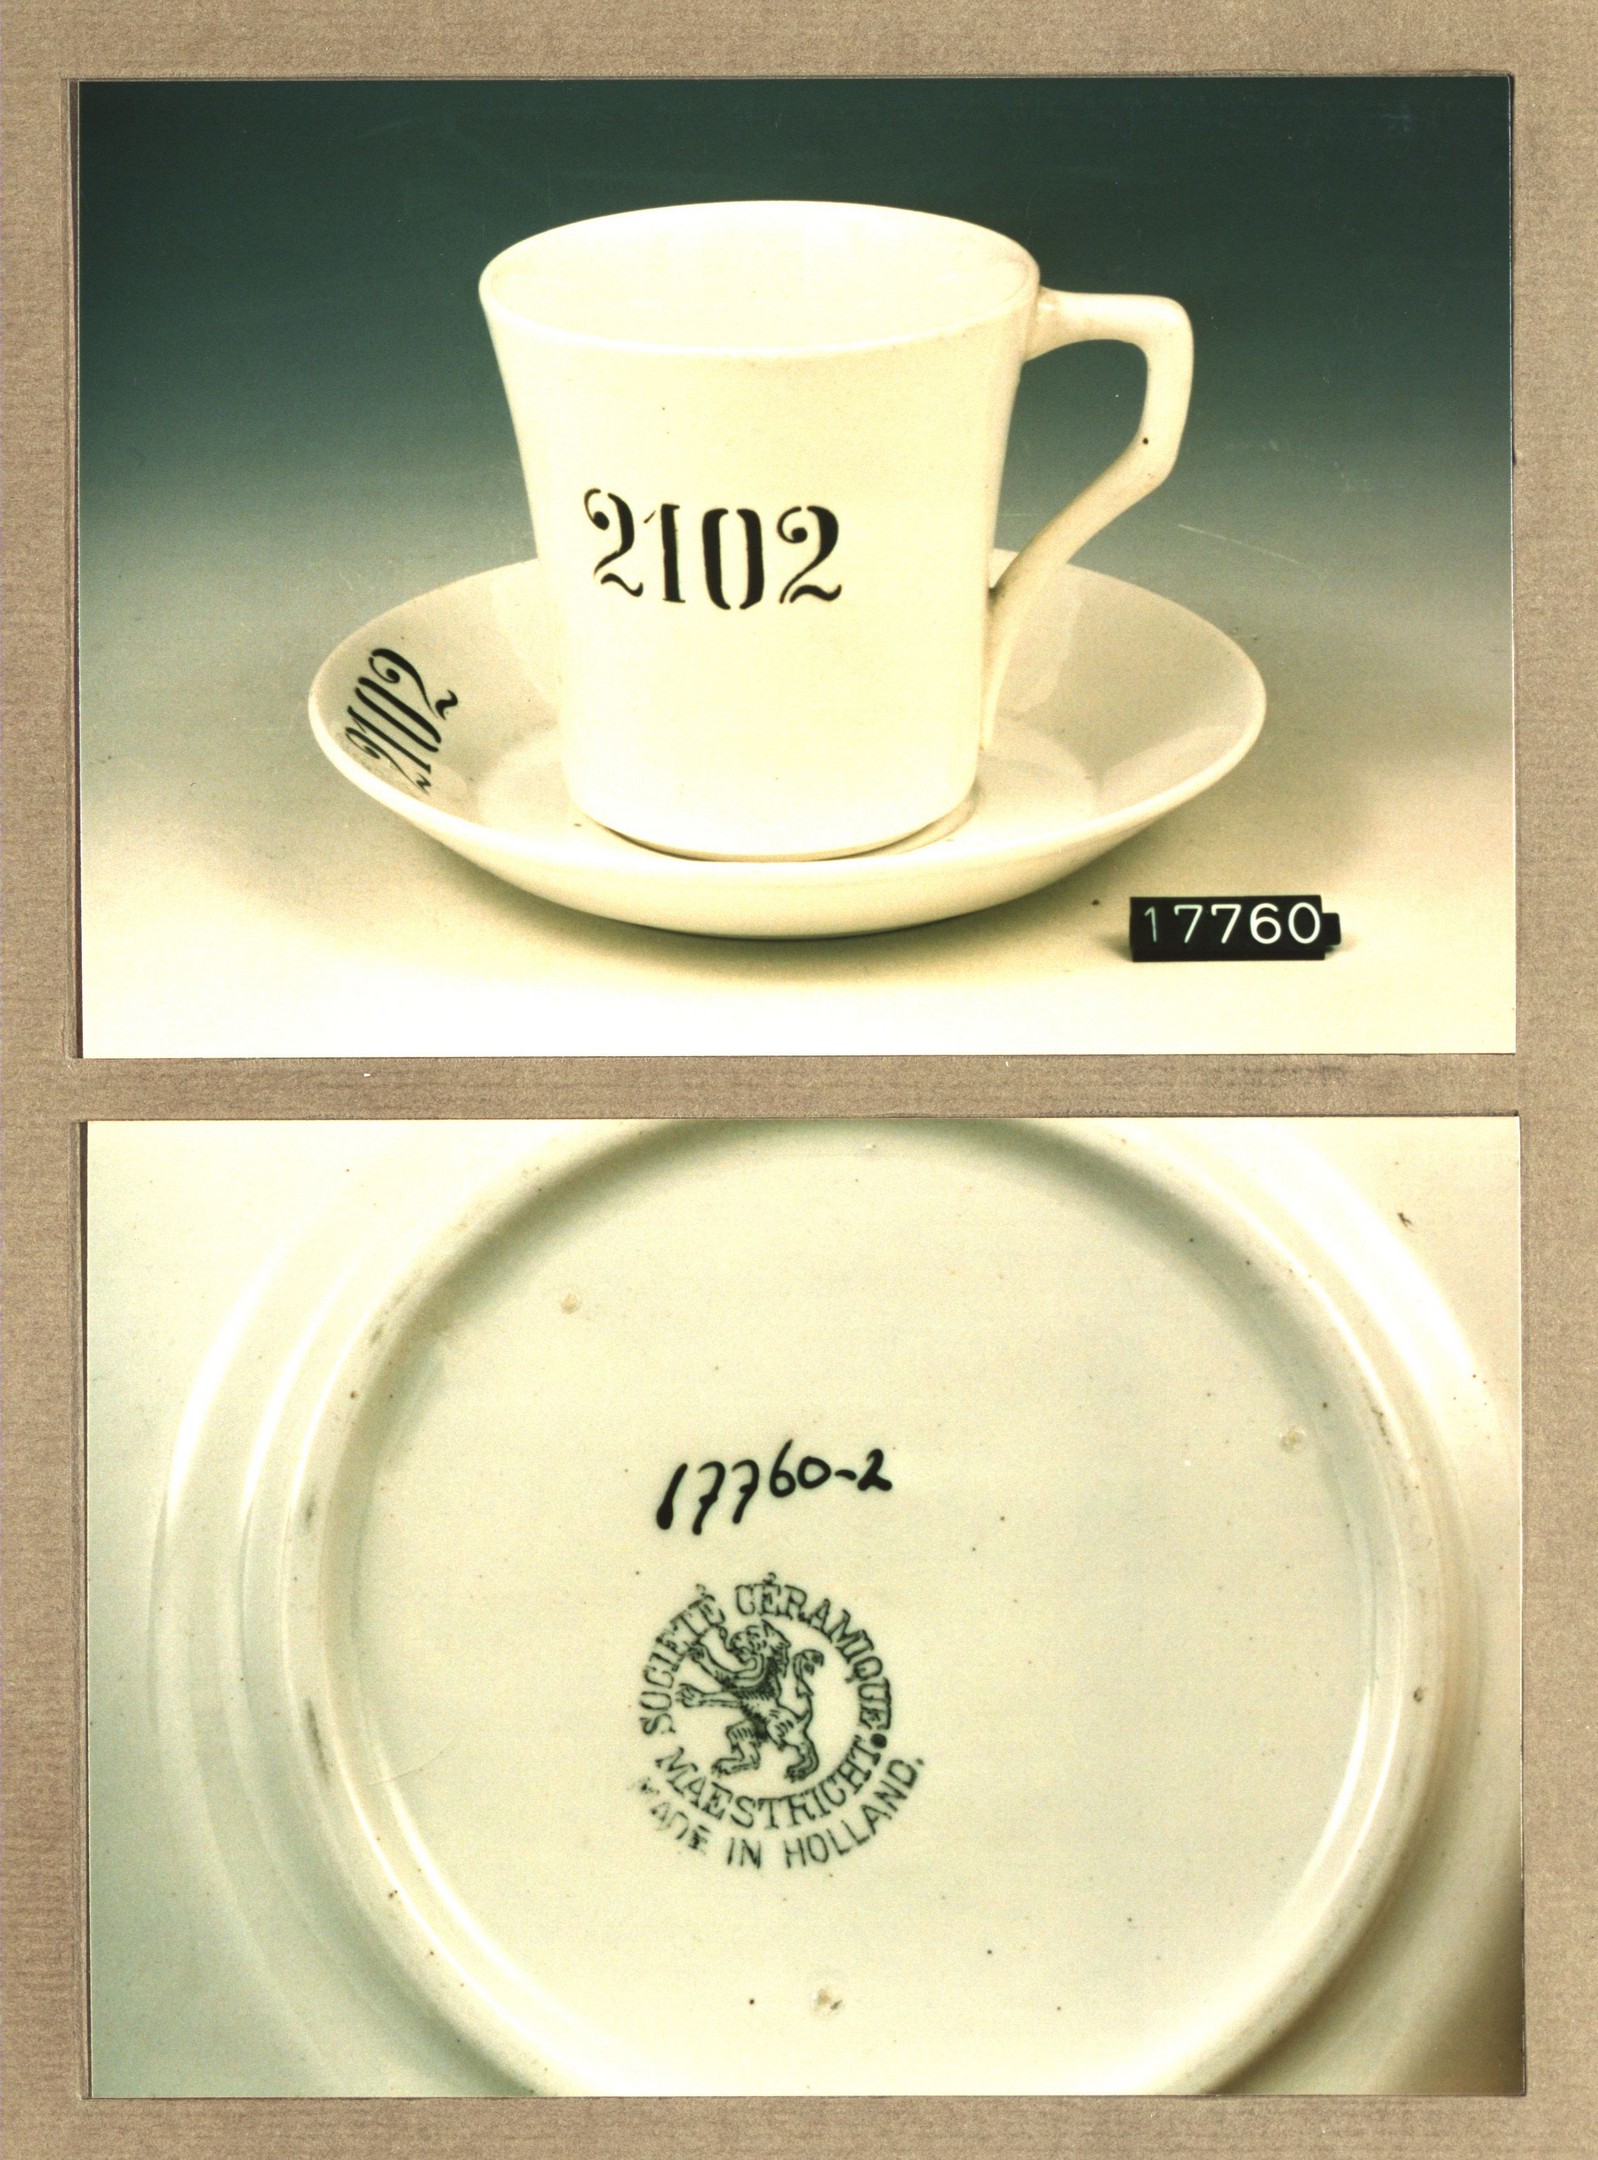 2102
2102
17760
17760-2
SOCIÉTÉ CÉRAMIQUE.
MAESTRICHT
MADE IN HOLLAND.